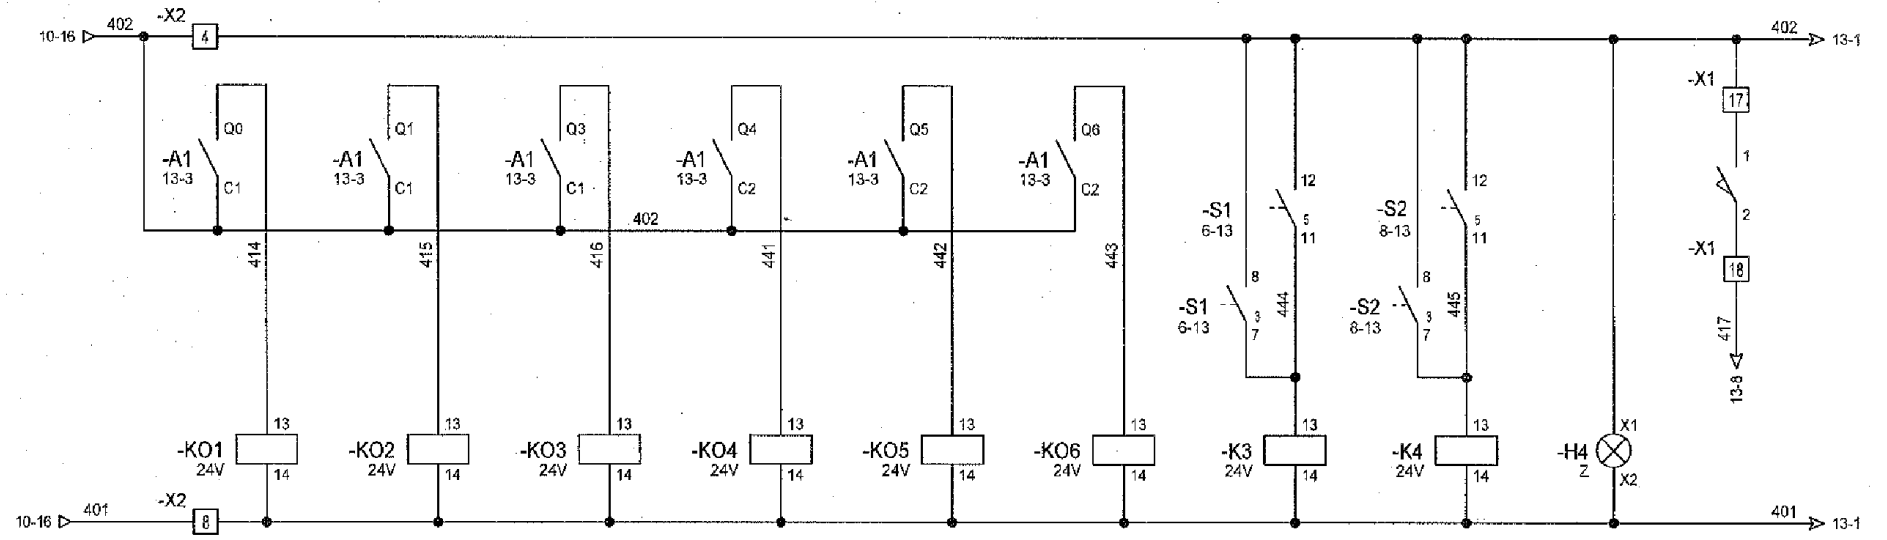 -X2
402
10-16
4
402
13-1
-X1
17
Q0
Q1
Q3
Q4
Q5
Q6
-A1
13-3
C1
-A1
13-3
C1
-A1
13-3
C1
-A1
13-3
C2
-A1
13-3
C2
-A1
13-3
C2
1
2
12
-S1
6-13
5
11
12
-S2
8-13
5
11
402
414
415
416
441
442
443
-X1
18
8
-S1
6-13
3
7
444
8
-S2
8-13
3
7
445
417
13-8
-KO1
24V
13
14
-KO2
24V
13
14
-KO3
24V
13
14
-KO4
24V
13
14
-KO5
24V
13
14
-KO6
24V
13
14
-K3
24V
13
14
-K4
24V
13
14
-H4
Z
X1
X2
-X2
10-16
401
8
401
13-1